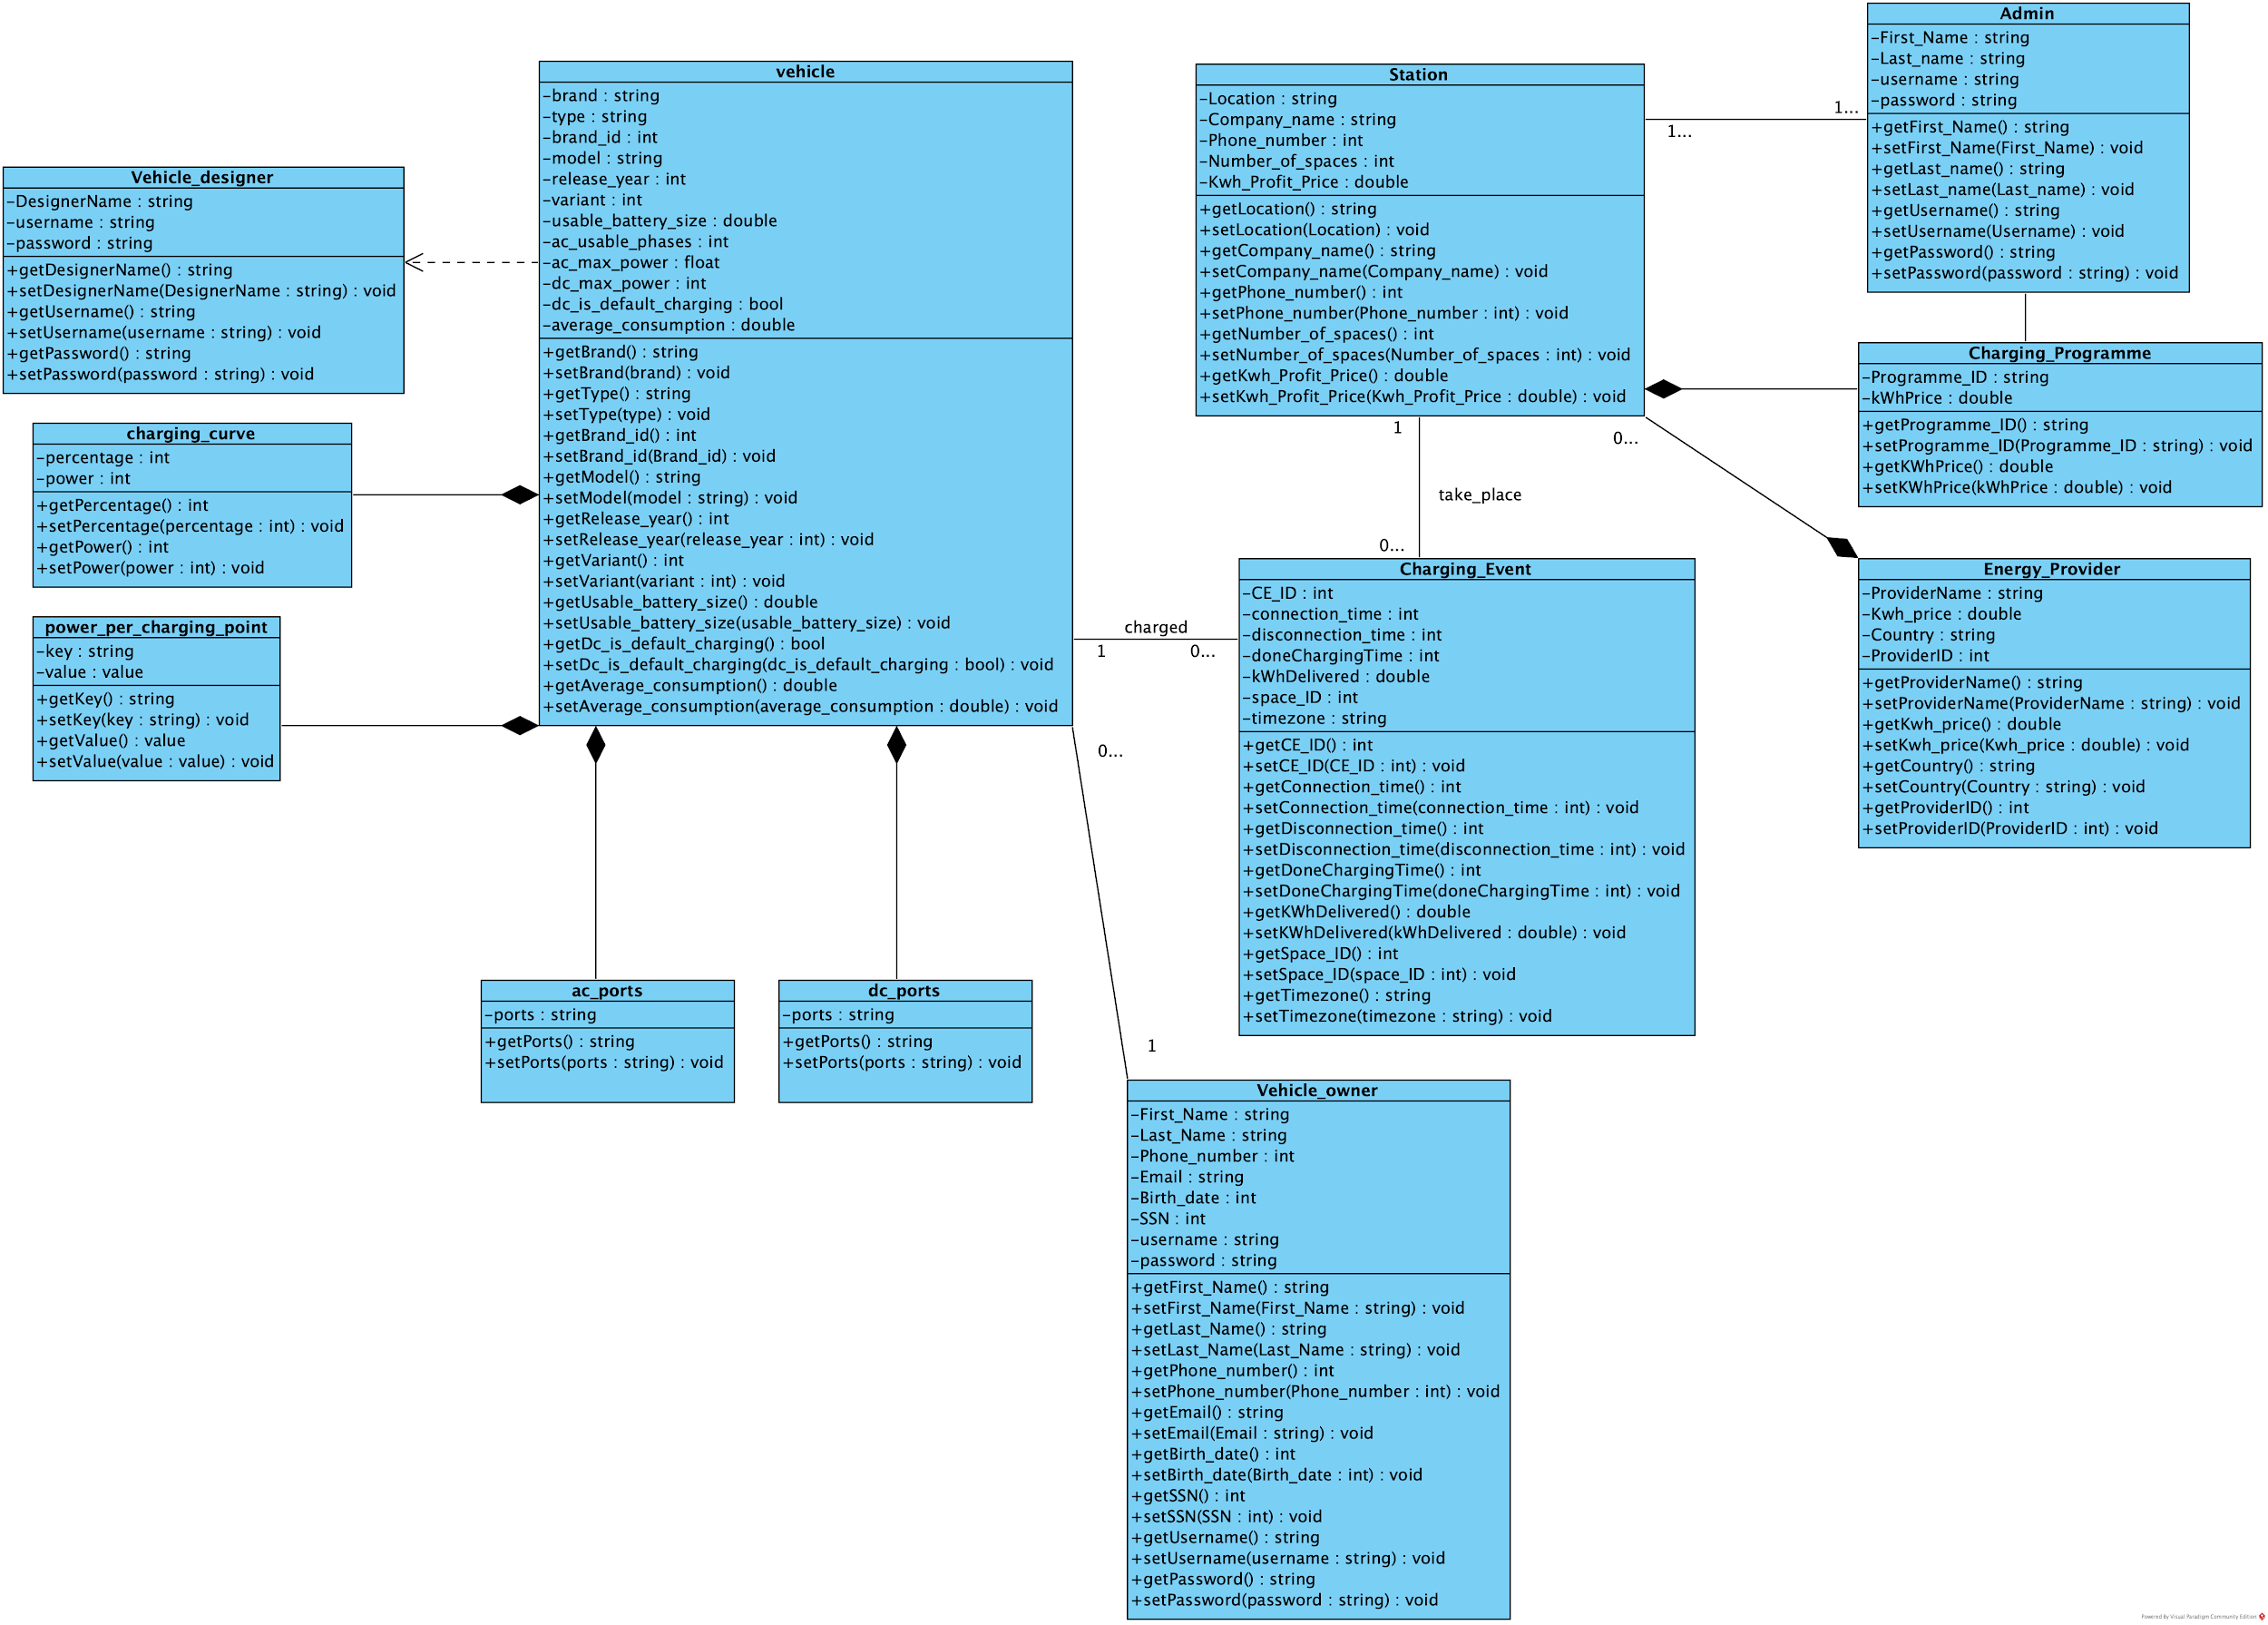 Vehicle_designer
-DesignerName : string
-username : string
-password : string
+getDesignerName() : string
+setDesignerName(DesignerName : string) : void
+getUsername() : string
+setUsername(username : string) : void
+getPassword() : string
+setPassword(password : string) : void
charging_curve
-percentage : int
-power : int
+getPercentage() : int
+setPercentage(percentage : int) : void
+getPower() : int
+setPower(power : int) : void
power_per_charging_point
-key : string
-value : value
+getKey() : string
+setKey(key : string) : void
+getValue() : value
+setValue(value : value) : void
vehicle
-brand : string
-type : string
-brand_id : int
-model : string
-release_year : int
-variant : int
-usable_battery_size : double
-ac_usable_phases : int
-ac_max_power : float
-dc_max_power : int
-dc_is_default_charging : bool
-average_consumption : double
+getBrand() : string
+setBrand(brand) : void
+getType() : string
+setType(type) : void
+getBrand_id() : int
+setBrand_id(Brand_id) : void
+getModel() : string
+setModel(model : string) : void
+getRelease_year() : int
+setRelease_year(release_year : int) : void
+getVariant() : int
+setVariant(variant : int) : void
+getUsable_battery_size() : double
+setUsable_battery_size(usable_battery_size) : void
+getDc_is_default_charging() : bool
+setDc_is_default_charging(dc_is_default_charging : bool) : void
+getAverage_consumption() : double
+setAverage_consumption(average_consumption : double) : void
ac_ports
-ports : string
+getPorts() : string
+setPorts(ports : string) : void
dc_ports
-ports : string
+getPorts() : string
+setPorts(ports : string) : void
charged
1
0...
0...
1
Station
-Location : string
-Company_name : string
-Phone_number : int
-Number_of_spaces : int
-Kwh_Profit_Price : double
+getLocation() : string
+setLocation(Location) : void
+getCompany_name() : string
+setCompany_name(Company_name) : void
+getPhone_number() : int
+setPhone_number(Phone_number : int) : void
+getNumber_of_spaces() : int
+setNumber_of_spaces(Number_of_spaces : int) : void
+getKwh_Profit_Price() : double
+setKwh_Profit_Price(Kwh_Profit_Price : double) : void
1...
1...
1
0...
take_place
0...
Charging_Event
-CE_ID : int
-connection_time : int
-disconnection_time : int
-doneChargingTime : int
-kWhDelivered : double
-space_ID : int
-timezone : string
+getCE_ID() : int
+setCE_ID(CE_ID : int) : void
+getConnection_time() : int
+setConnection_time(connection_time : int) : void
+getDisconnection_time() : int
+setDisconnection_time(disconnection_time : int) : void
+getDoneChargingTime() : int
+setDoneChargingTime(doneChargingTime : int) : void
+getKWhDelivered() : double
+setKWhDelivered(kWhDelivered : double) : void
+getSpace_ID() : int
+setSpace_ID(space_ID : int) : void
+getTimezone() : string
+setTimezone(timezone : string) : void
Vehicle_owner
-First_Name : string
-Last_Name : string
-Phone_number : int
-Email : string
-Birth_date : int
-SSN : int
-username : string
-password : string
+getFirst_Name() : string
+setFirst_Name(First_Name : string) : void
+getLast_Name() : string
+setLast_Name(Last_Name : string) : void
+getPhone_number() : int
+setPhone_number(Phone_number : int) : void
+getEmail() : string
+setEmail(Email : string) : void
+getBirth_date() : int
+setBirth_date(Birth_date : int) : void
+getSSN() : int
+setSSN(SSN : int) : void
+getUsername() : string
+setUsername(username : string) : void
+getPassword() : string
+setPassword(password : string) : void
Admin
-First_Name : string
-Last_name : string
-username : string
-password : string
+getFirst_Name() : string
+setFirst_Name(First_Name) : void
+getLast_name() : string
+setLast_name(Last_name) : void
+getUsername() : string
+setUsername(Username) : void
+getPassword() : string
+setPassword(password : string) : void
Charging_Programme
-Programme_ID : string
-kWhPrice : double
+getProgramme_ID() : string
+setProgramme_ID(Programme_ID : string) : void
+getKWhPrice() : double
+setKWhPrice(kWhPrice : double) : void
Energy_Provider
-ProviderName : string
-Kwh_price : double
-Country : string
-ProviderID : int
+getProviderName() : string
+setProviderName(ProviderName : string) : void
+getKwh_price() : double
+setKwh_price(Kwh_price : double) : void
+getCountry() : string
+setCountry(Country : string) : void
+getProviderID() : int
+setProviderID(ProviderID : int) : void
Powered By Visual Paradigm Community Edition